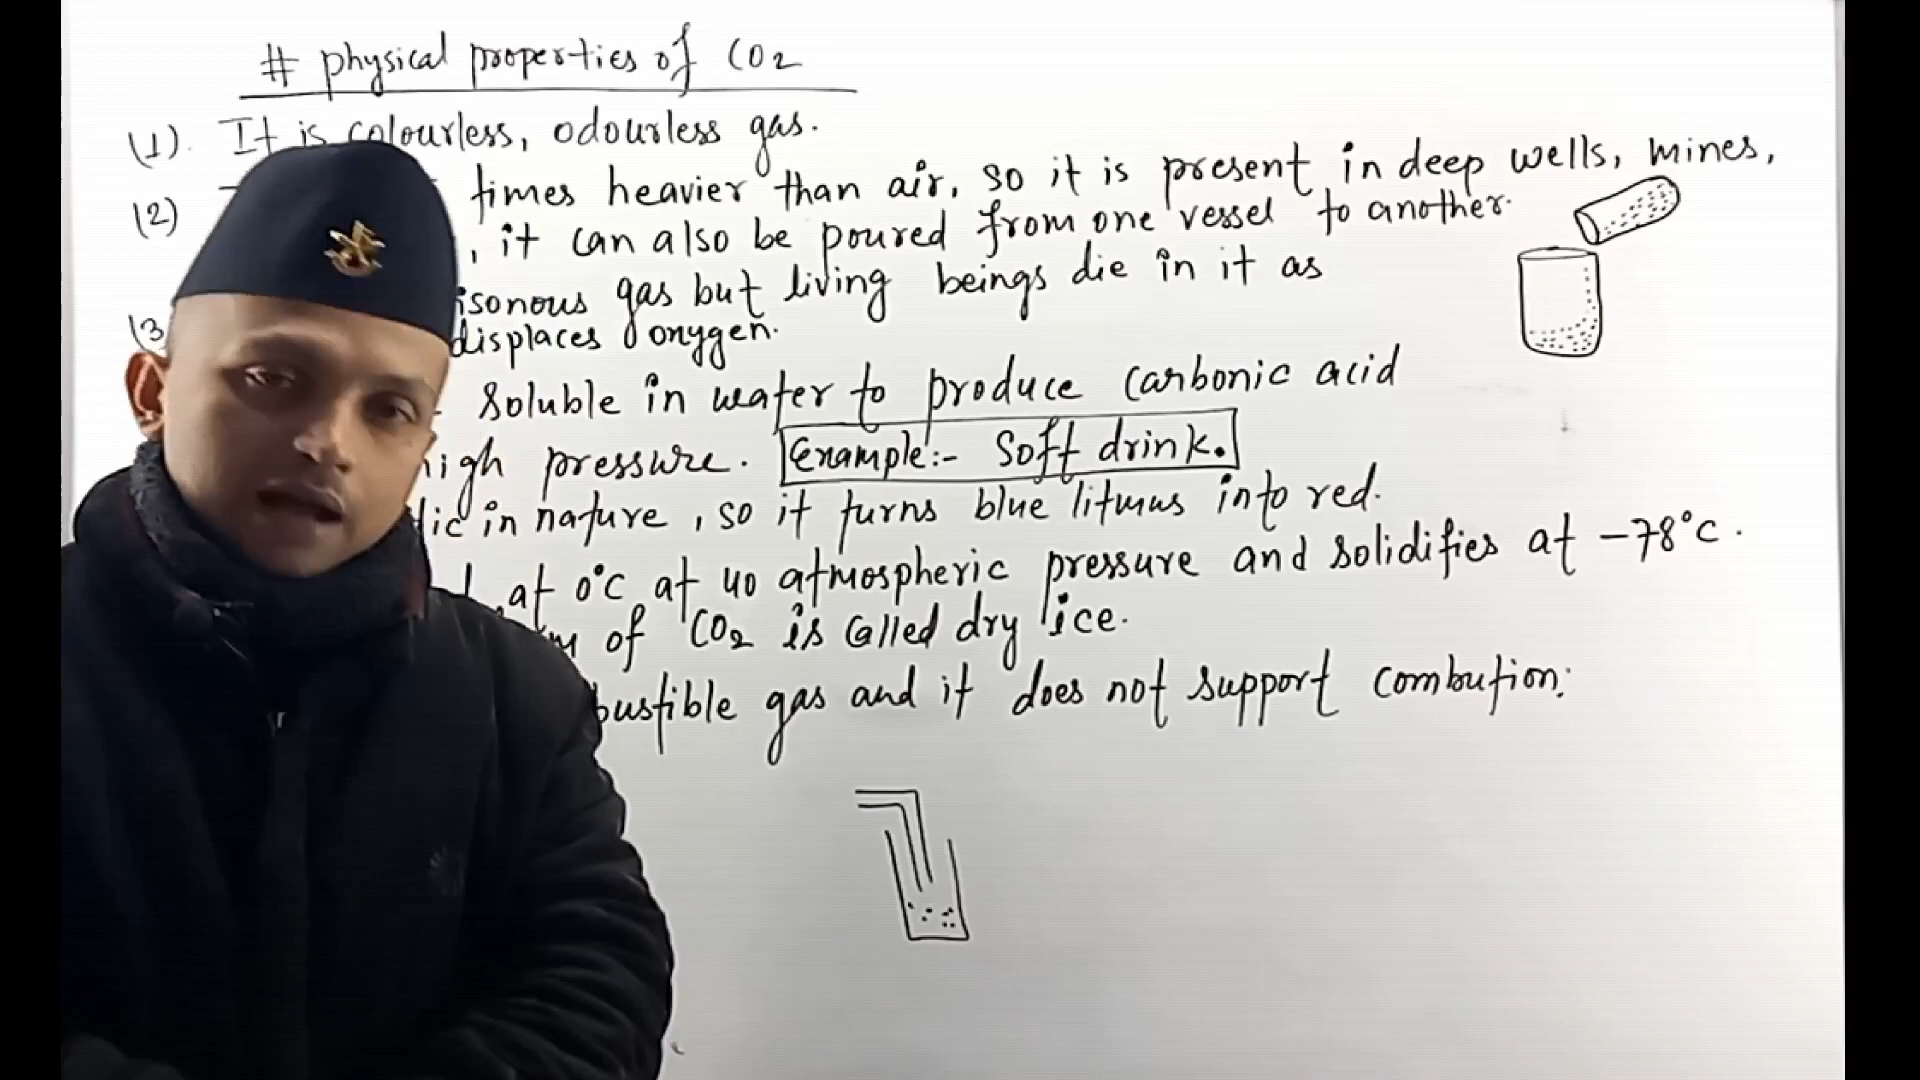 # physical properties of CO2
(1). It is colourless, odourless gas.
(2) times heavier than air, so it is present in deep wells, mines,
, it can also be poured from one vessel to another.
(3 isonous gas but living beings die in it as
displaces oxygen.
soluble in water to produce carbonic acid
high pressure. Example:- Soft drink.
dic in nature, so it turns blue litmus into red.
at 0°C at 40 atmospheric pressure and solidifies at -78°C.
of CO2 is called dry ice.
bustible gas and it does not support combution.